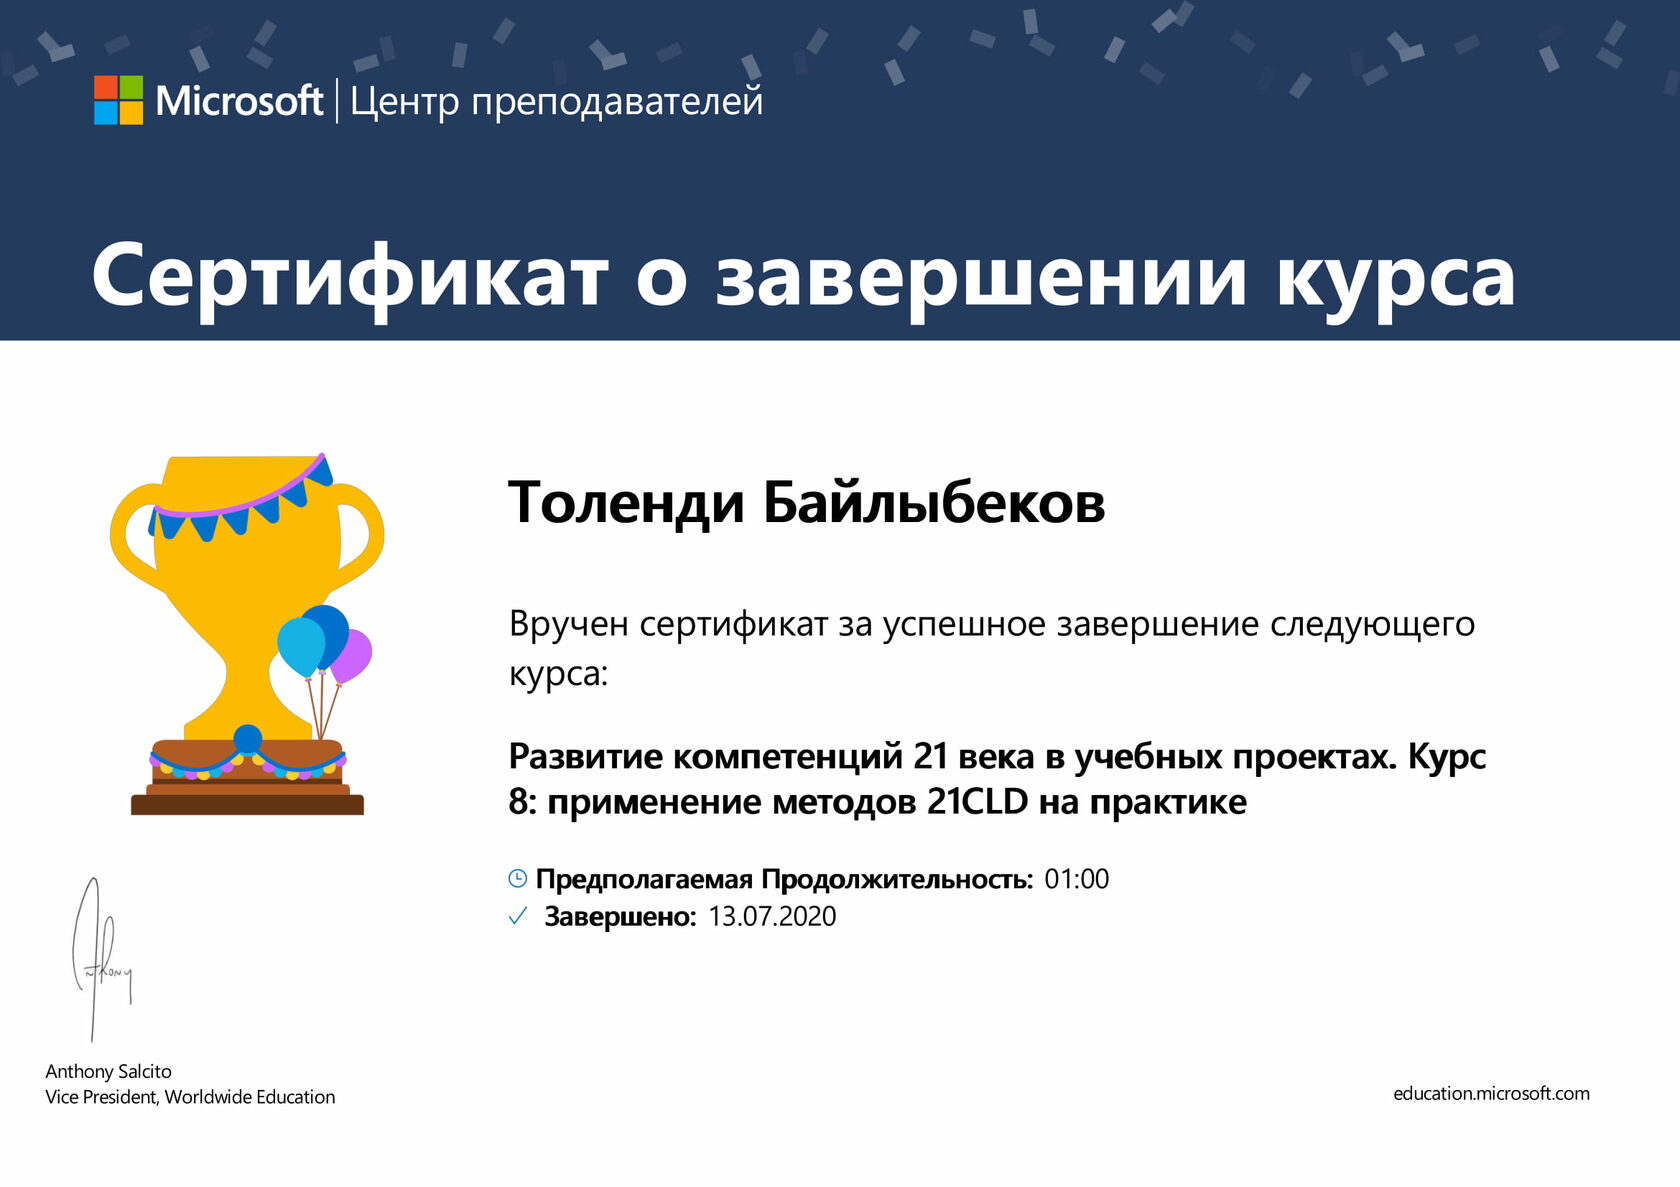 Microsoft | Центр преподавателей
Сертификат о завершении курса
Толенди Байлыбеков
Вручен сертификат за успешное завершение следующего
курса:
Развитие компетенций 21 века в учебных проектах. Курс
8: применение методов 21CLD на практике
Предполагаемая Продолжительность: 01:00
Завершено: 13.07.2020
Anthony
Anthony Salcito
Vice President, Worldwide Education
education.microsoft.com